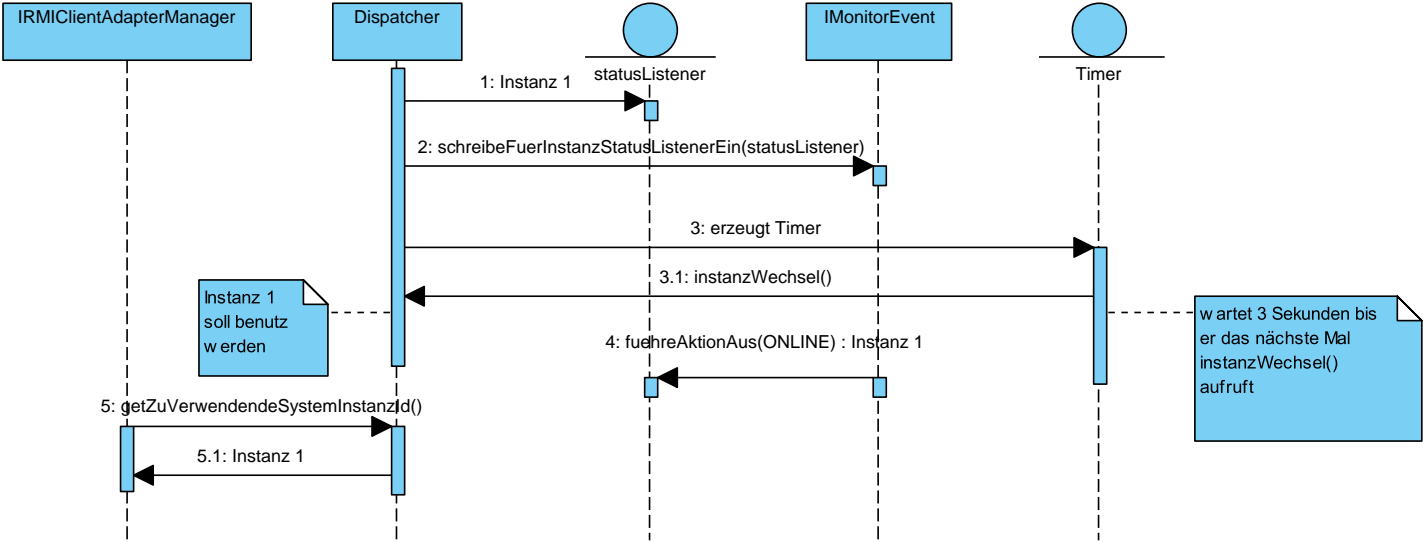 IRMIClientAdapterManager
Dispatcher
statusListener
IMonitorEvent
Timer
1: Instanz 1
2: schreibeFuerInstanzStatusListenerEin(statusListener)
3: erzeugt Timer
3.1: instanzWechsel()
Instanz 1
soll benutz
werden
wartet 3 Sekunden bis
er das nächste Mal
instanzWechsel()
aufruft
4: fuehreAktionAus(ONLINE) : Instanz 1
5: getZuVerwendendeSystemInstanzId()
5.1: Instanz 1